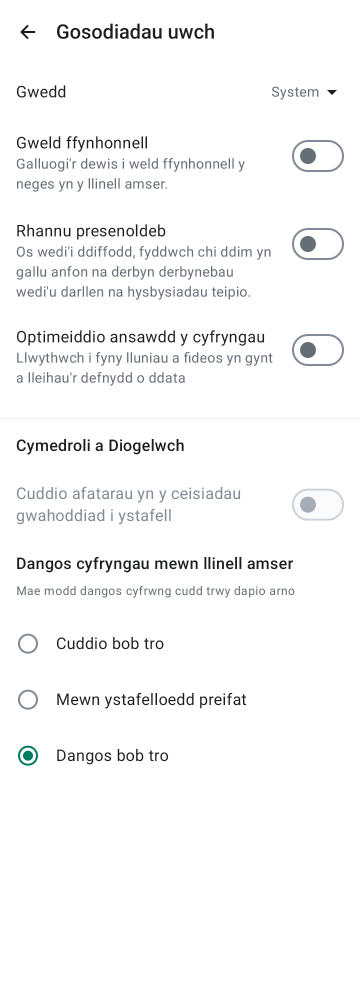 Gosodiadau uwch
Gwedd
System
Gweld ffynhonnell
Galluogi'r dewis i weld ffynhonnell y
neges yn y llinell amser.
Rhannu presenoldeb
Os wedi'i ddiffodd, fyddwch chi ddim yn
gallu anfon na derbyn derbynebau
wedi'u darllen na hysbysiadau teipio.
Optimeiddio ansawdd y cyfryngau
Llwythwch i fyny lluniau a fideos yn gynt
a lleihau'r defnydd o ddata
Cymedroli a Diogelwch
Cuddio afatarau yn y ceisiadau
gwahoddiad i ystafell
Dangos cyfryngau mewn llinell amser
Mae modd dangos cyfrwng cudd trwy dapio arno
Cuddio bob tro
Mewn ystafelloedd preifat
Dangos bob tro